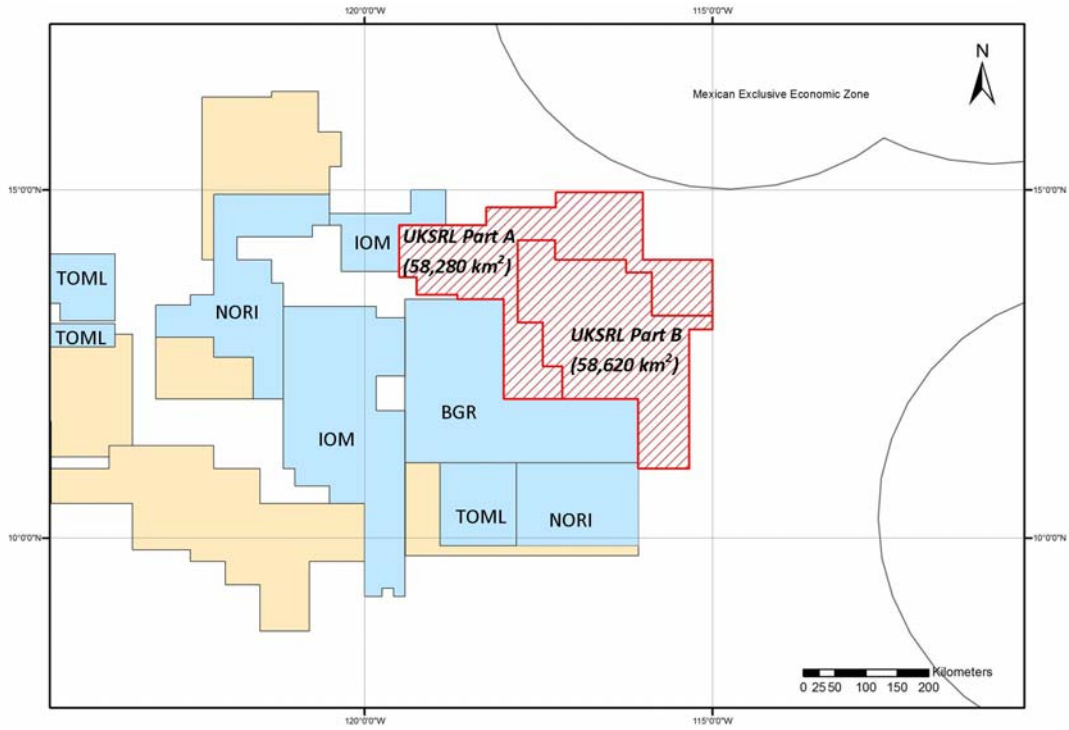 120°0'0"W
115°0'0"W
N
Mexican Exclusive Economic Zone
15°0'0"N
15°0'0"N
UKSRL Part A
(58,280 km²)
IOM
TOML
NORI
TOML
UKSRL Part B
(58,620 km²)
BGR
IOM
TOML
NORI
10°0'0"N
10°0'0"N
Kilometers
0 25 50 100 150 200
120°0'0"W
115°0'0"W